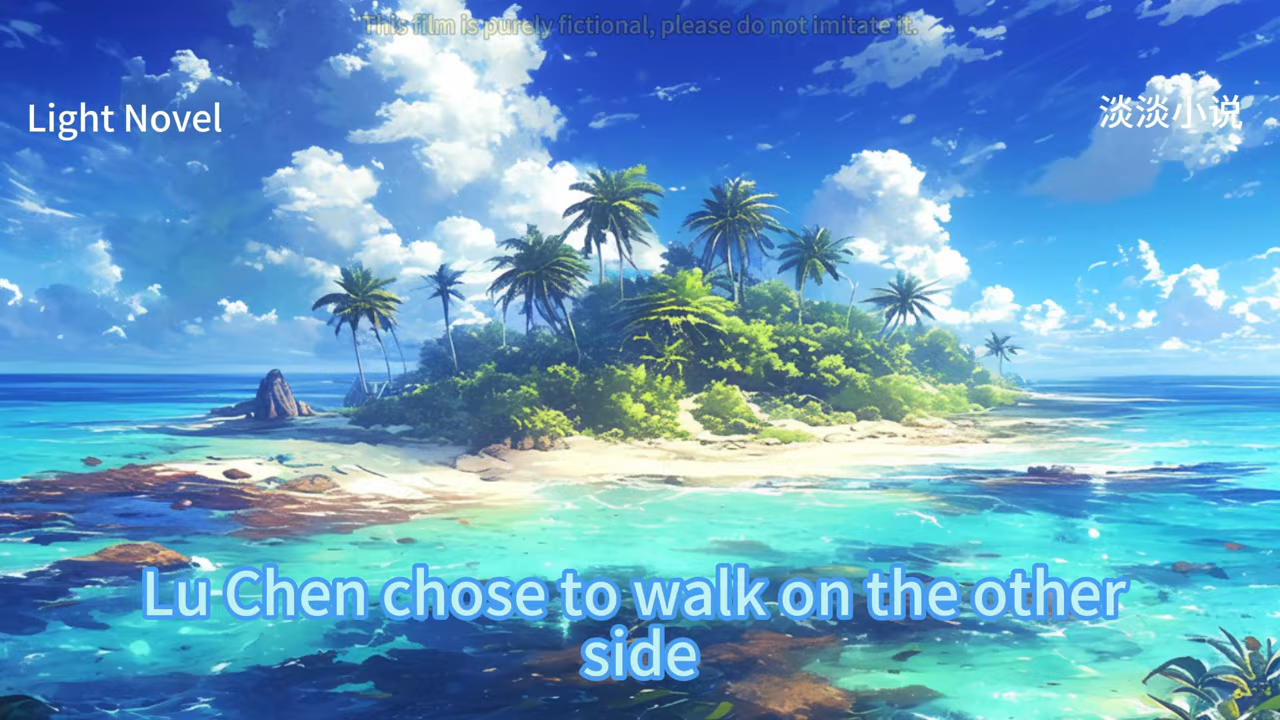 This film is purely fictional, please do not imitate it.
Light Novel
淡淡小说
Lu Chen chose to walk on the other
side